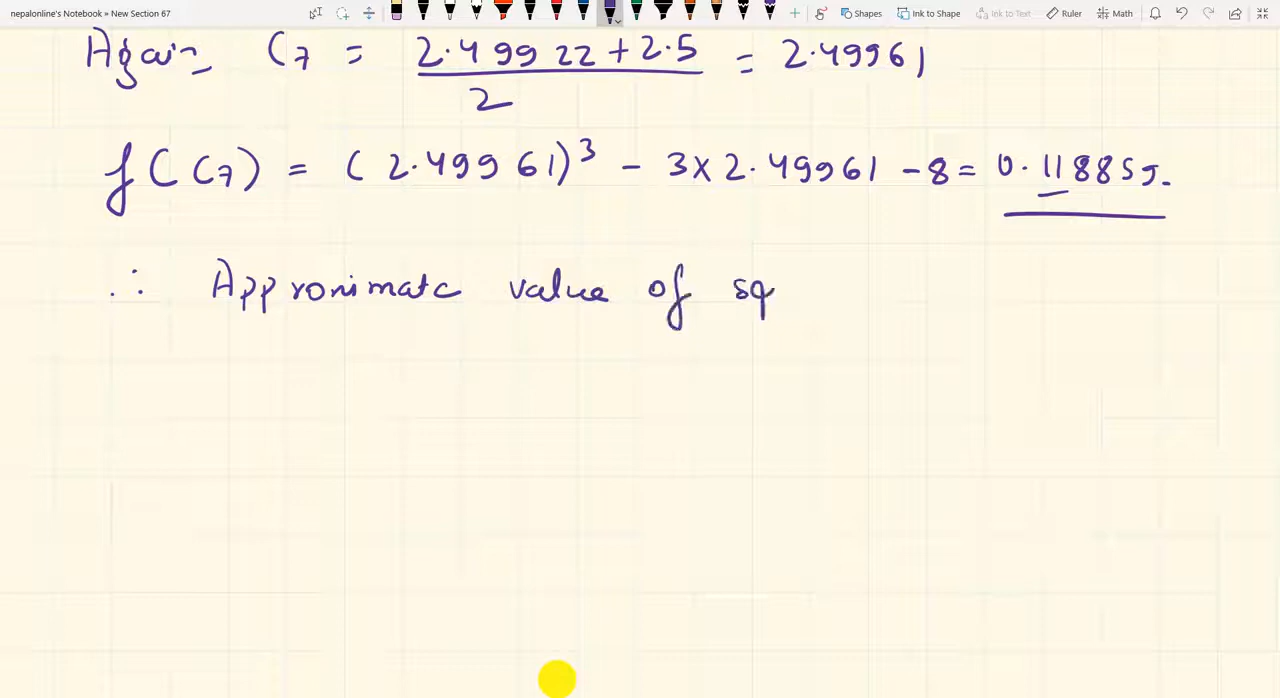 nepalonline's Notebook » New Section 67
Shapes Ink to Shape Ink to Text Ruler Math
Again, C7 = (2.49922 + 2.5) / 2 = 2.49961
f(C7) = (2.49961)³ - 3 × 2.49961 - 8 = 0.118855.
∴ Approximate value of sq